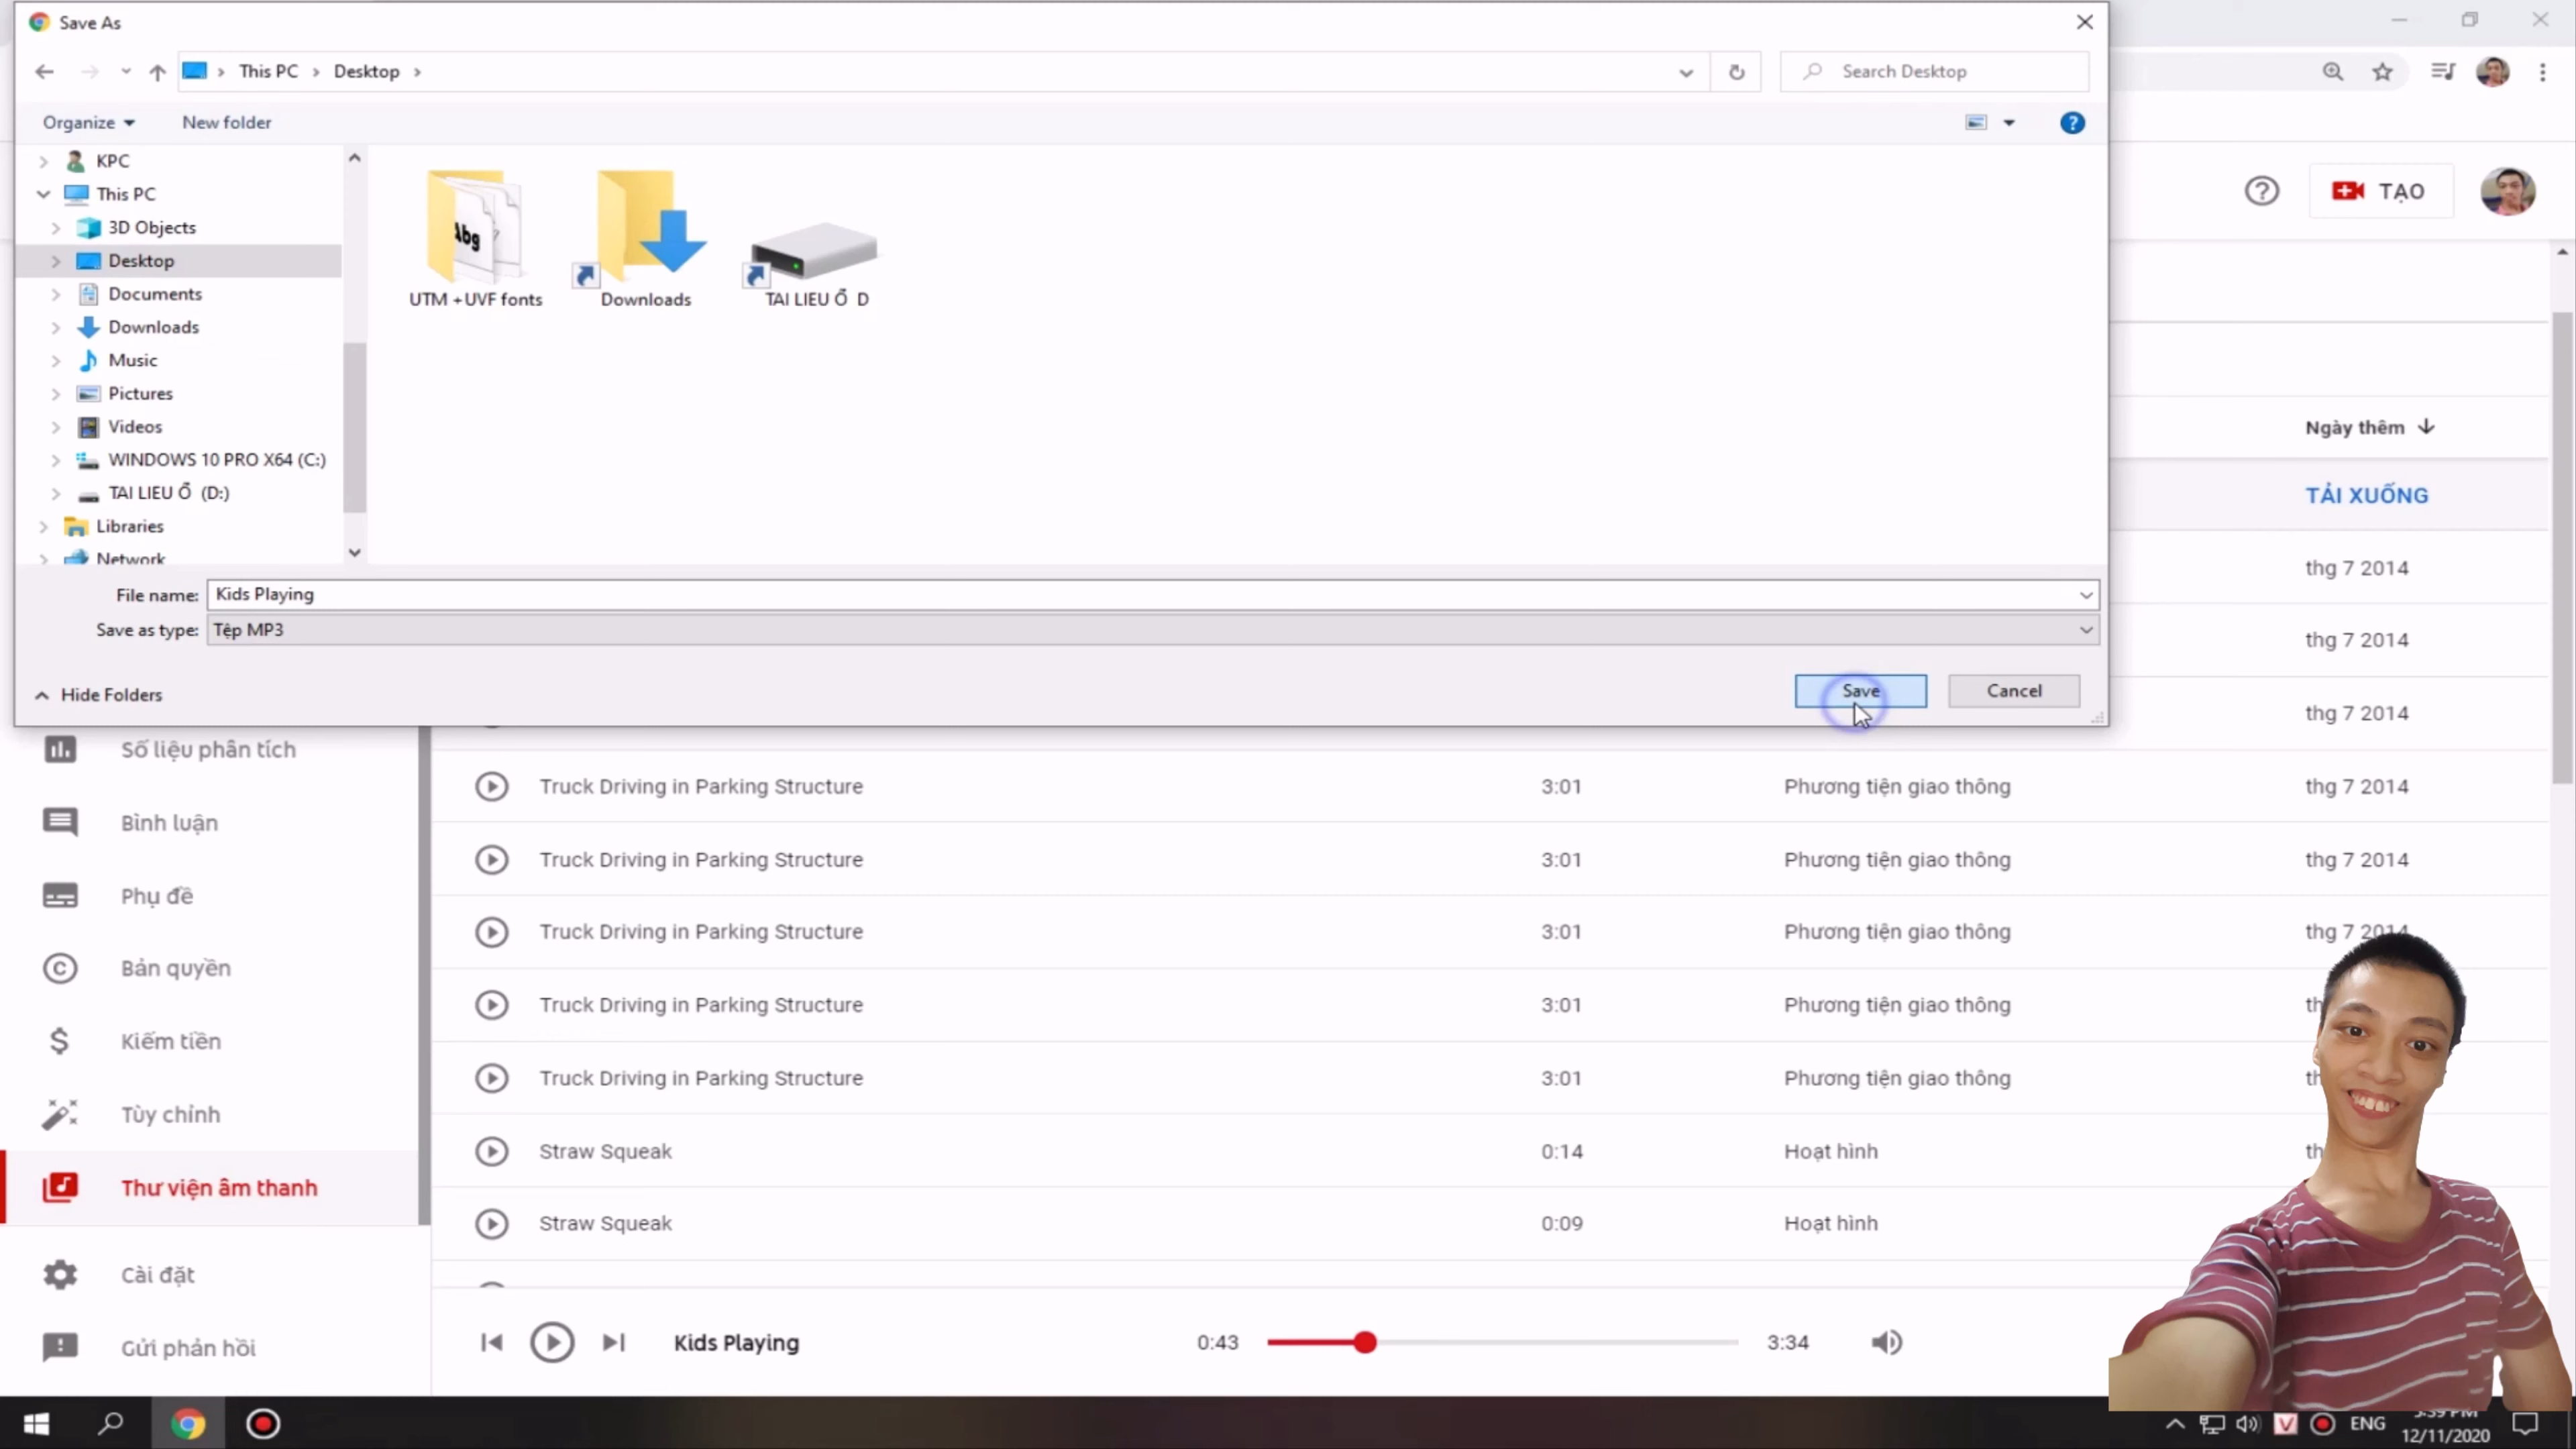 Save As
This PC
Desktop
Search Desktop
Organize
New folder
KPC
This PC
3D Objects
Desktop
Documents
Downloads
Music
Pictures
Videos
WINDOWS 10 PRO X64 (C:)
TAI LIEU Ổ (D:)
Libraries
Network
Abg
UTM +UVF fonts
Downloads
TAI LIEU Ổ D
File name: Kids Playing
Save as type: Tệp MP3
Hide Folders
Save
Cancel
TẠO
Ngày thêm
TẢI XUỐNG
thg 7 2014
thg 7 2014
thg 7 2014
Số liệu phân tích
Bình luận
Phụ đề
Bản quyền
Kiếm tiền
Tùy chỉnh
Thư viện âm thanh
Cài đặt
Gửi phản hồi
Truck Driving in Parking Structure 3:01 Phương tiện giao thông thg 7 2014
Truck Driving in Parking Structure 3:01 Phương tiện giao thông thg 7 2014
Truck Driving in Parking Structure 3:01 Phương tiện giao thông thg 7 2014
Truck Driving in Parking Structure 3:01 Phương tiện giao thông
Truck Driving in Parking Structure 3:01 Phương tiện giao thông
Straw Squeak 0:14 Hoạt hình
Straw Squeak 0:09 Hoạt hình
Kids Playing 0:43 3:34
ENG
12/11/2020